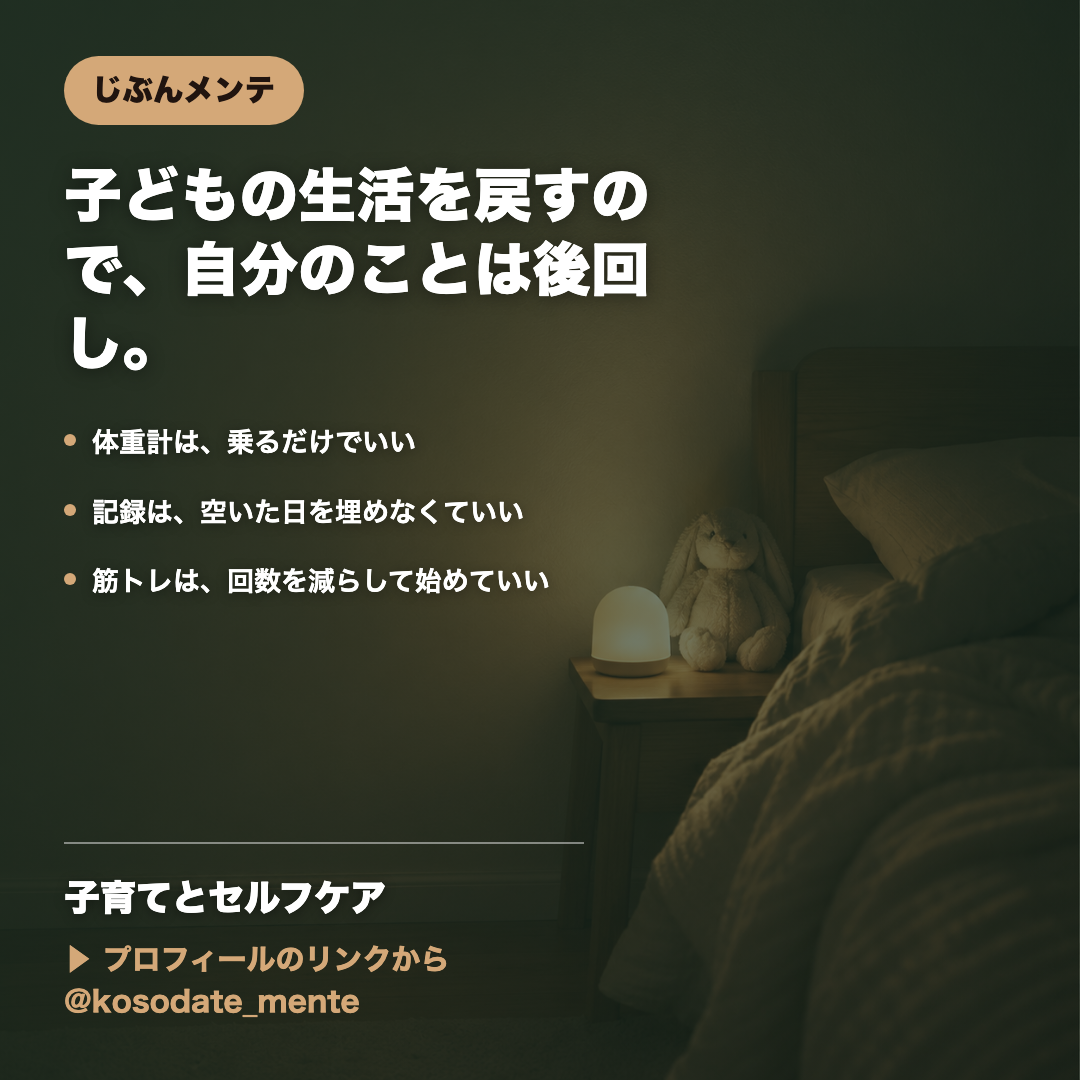 じぶんメンテ
子どもの生活を戻すの
で、自分のことは後回
し。
体重計は、乗るだけでいい
記録は、空いた日を埋めなくていい
筋トレは、回数を減らして始めていい
子育てとセルフケア
▶ プロフィールのリンクから
@kosodate_mente